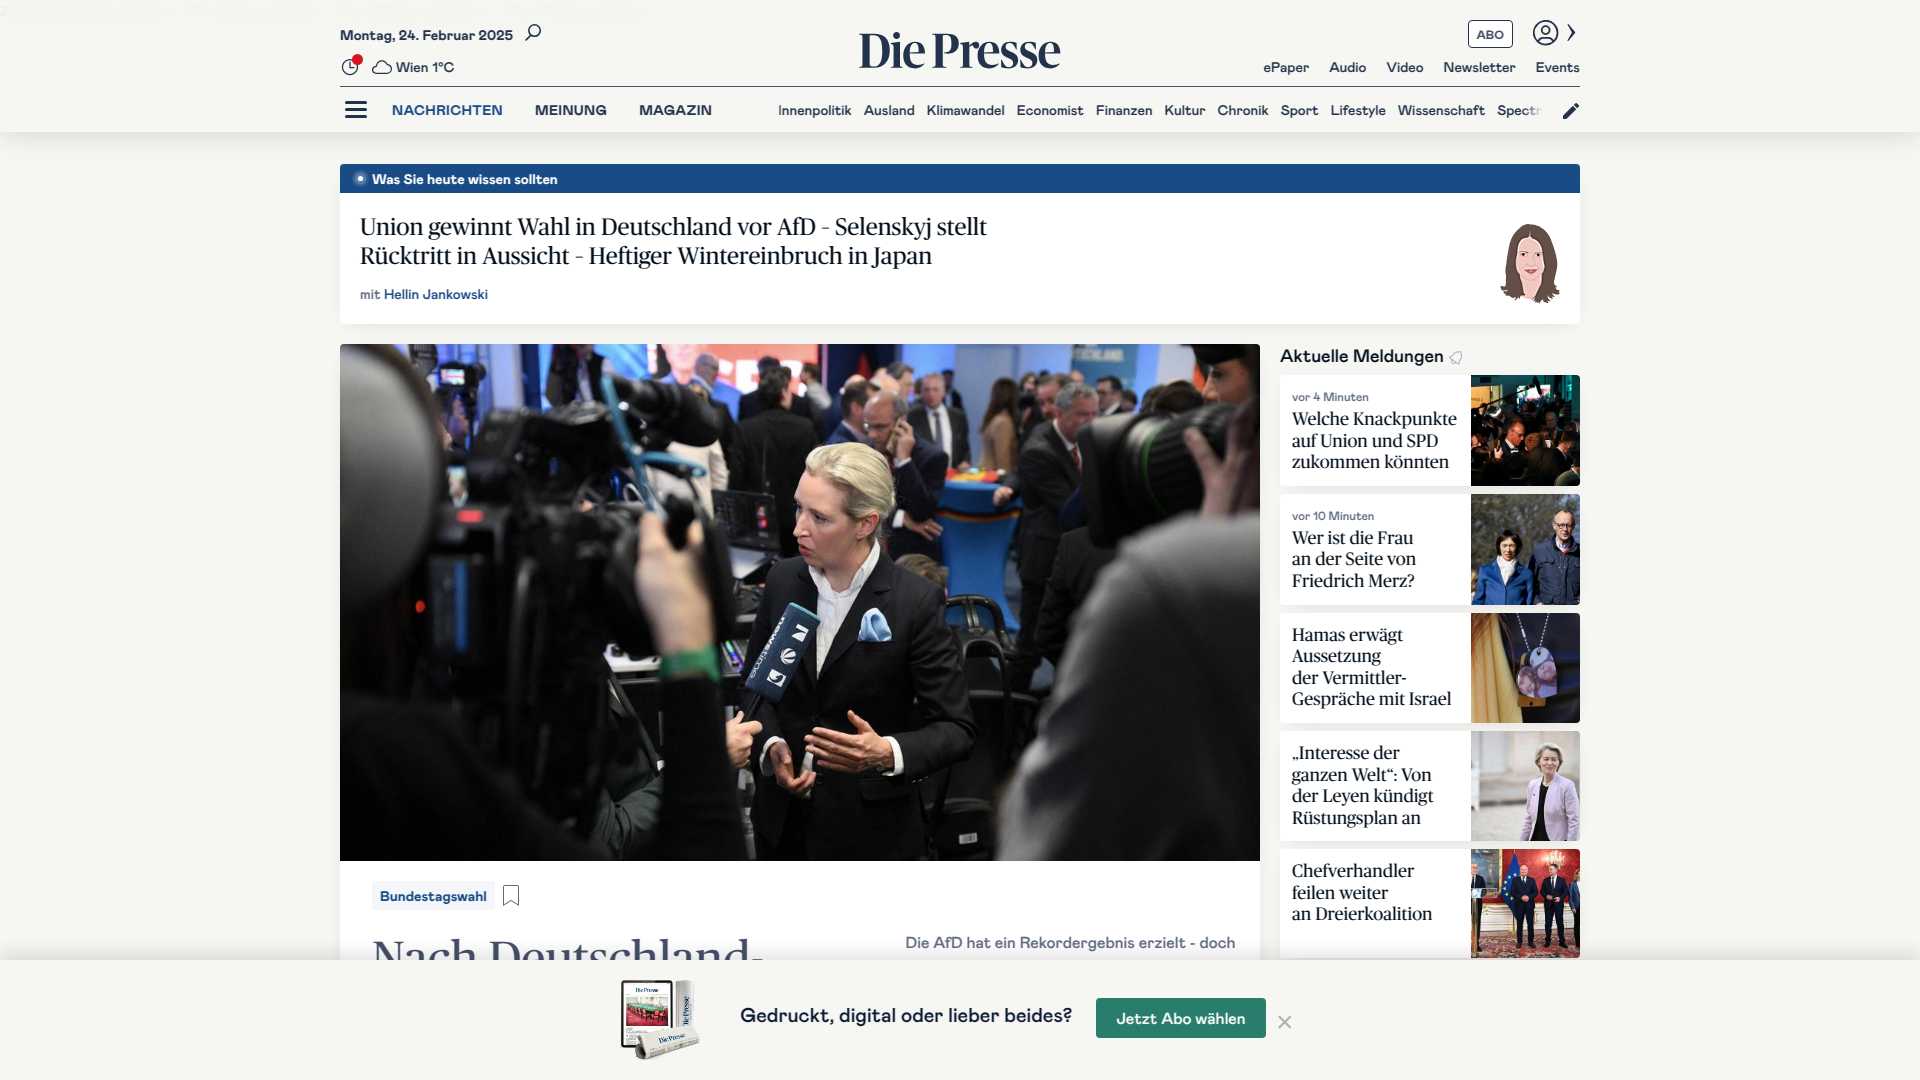 Montag, 24. Februar 2025
Die Presse
ABO
Wien 1°C
ePaper Audio Video Newsletter Events
NACHRICHTEN MEINUNG MAGAZIN
Innenpolitik Ausland Klimawandel Economist Finanzen Kultur Chronik Sport Lifestyle Wissenschaft Spectr
Was Sie heute wissen sollten
Union gewinnt Wahl in Deutschland vor AfD – Selenskyj stellt
Rücktritt in Aussicht – Heftiger Wintereinbruch in Japan
mit Hellin Jankowski
Bundestagswahl
Nach Deutschland-
Die AfD hat ein Rekordergebnis erzielt - doch
Aktuelle Meldungen
vor 4 Minuten
Welche Knackpunkte
auf Union und SPD
zukommen könnten
vor 10 Minuten
Wer ist die Frau
an der Seite von
Friedrich Merz?
Hamas erwägt
Aussetzung
der Vermittler-
Gespräche mit Israel
„Interesse der
ganzen Welt“: Von
der Leyen kündigt
Rüstungsplan an
Chefverhandler
feilen weiter
an Dreierkoalition
Die Presse
Die Presse
Die Presse
Gedruckt, digital oder lieber beides?
Jetzt Abo wählen